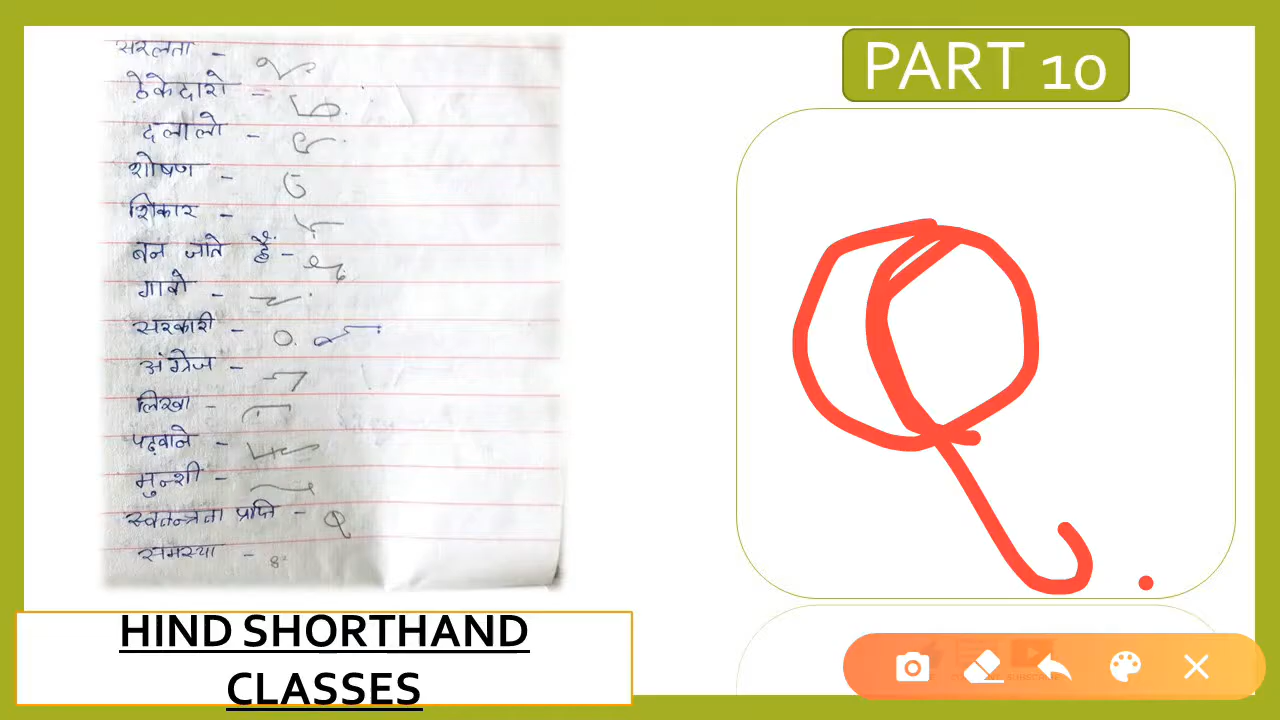 सरलता -
ठेकेदारो -
दलालो -
शोषण -
शिकार -
बन जाते हैं -
गावो -
सरकारी -
अंग्रेज -
लिखा -
पढ़वाने -
मुन्शी -
स्वतन्त्रता प्राप्ति -
समस्या -
PART 10
HIND SHORTHAND
CLASSES